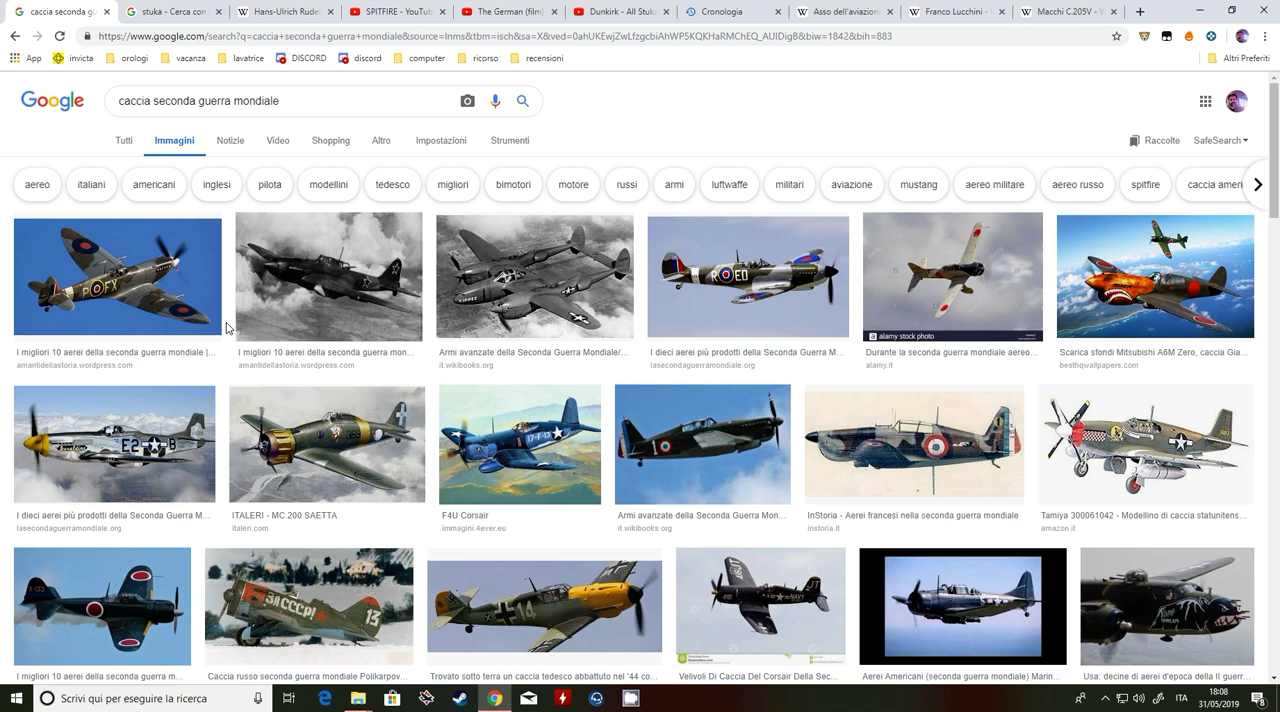 caccia seconda gu
stuka - Cerca con
Hans-Ulrich Rudel
SPITFIRE - YouTub
The German (film)
Dunkirk - All Stuka
Cronologia
Asso dell'aviazione
Franco Lucchini - 
Macchi C.205V - W
https://www.google.com/search?q=caccia+seconda+guerra+mondiale&source=lnms&tbm=isch&sa=X&ved=0ahUKEwjZwLfzgcbiAhWP5KQKHaRMChEQ_AUIDigB&biw=1842&bih=883
App
invicta
orologi
vacanza
lavatrice
DISCORD
discord
computer
ricorso
recensioni
Altri Preferiti
Google
caccia seconda guerra mondiale
Tutti
Immagini
Notizie
Video
Shopping
Altro
Impostazioni
Strumenti
Raccolte
SafeSearch
aereo
italiani
americani
inglesi
pilota
modellini
tedesco
migliori
bimotori
motore
russi
armi
luftwaffe
militari
aviazione
mustang
aereo militare
aereo russo
spitfire
caccia ameri
I migliori 10 aerei della seconda guerra mondiale |...
amantidellastoria.wordpress.com
I migliori 10 aerei della seconda guerra mon...
amantidellastoria.wordpress.com
Armi avanzate della Seconda Guerra Mondiale/...
it.wikibooks.org
I dieci aerei più prodotti della Seconda Guerra M...
lasecondaguerramondiale.org
alamy stock photo
Durante la seconda guerra mondiale aereo...
alamy.it
Scarica sfondi Mitsubishi A6M Zero, caccia Gia...
besthqwallpapers.com
I dieci aerei più prodotti della Seconda Guerra M...
lasecondaguerramondiale.org
ITALERI - MC.200 SAETTA
italeri.com
F4U Corsair
immagini.4ever.eu
Armi avanzate della Seconda Guerra Mon...
it.wikibooks.org
InStoria - Aerei francesi nella seconda guerra mondiale
instoria.it
Tamiya 300061042 - Modellino di caccia statunitens...
amazon.it
I migliori 10 aerei della seconda guerra m...
Caccia russo seconda guerra mondiale Polikarpov...
Trovato sotto terra un caccia tedesco abbattuto nel '44 co...
Velivoli Di Caccia Del Corsair Della Sec...
Aerei Americani (seconda guerra mondiale) Marin...
Usa: decine di aerei d'epoca della II guerr...
Scrivi qui per eseguire la ricerca
ITA
18:08
31/05/2019